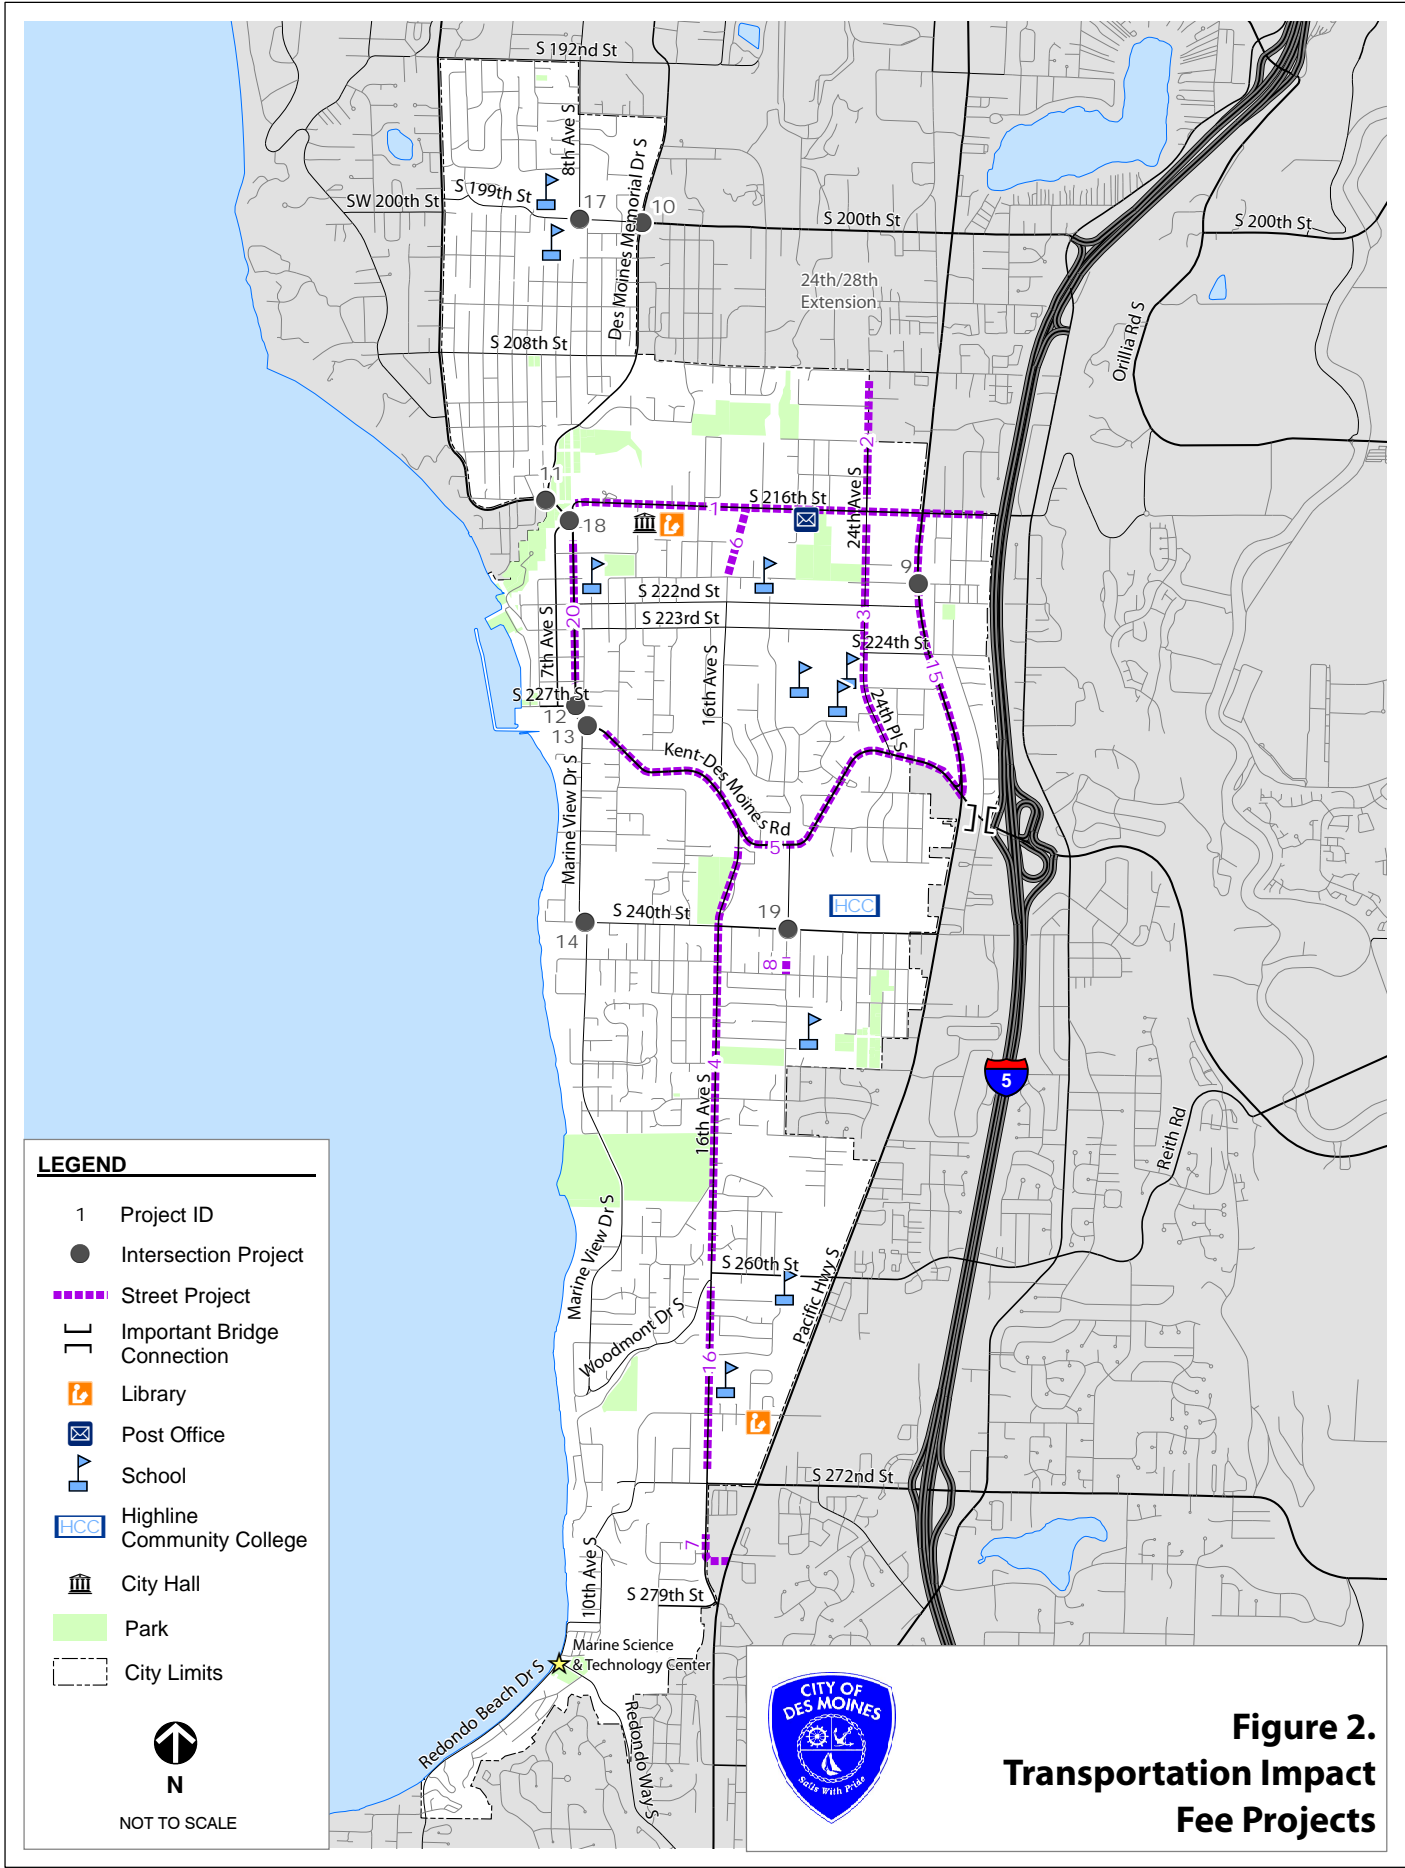 S 192nd St
8th Ave S
Des Moines Memorial Dr S
S 199th St
SW 200th St
17
10
S 200th St
S 200th St
24th/28th
Extension
Orillia Rd S
S 208th St
2
11
S 216th St
1
24th Ave S
18
6
9
S 222nd St
20
3
S 223rd St
7th Ave S
S 224th St
15
16th Ave S
S 227th St
12
24th Pl S
13
Kent-Des Moines Rd
Marine View Dr S
5
HCC
S 240th St
19
14
8
4
5
16th Ave S
Reith Rd
Marine View Dr S
S 260th St
Pacific Hwy S
Woodmont Dr S
16
S 272nd St
7
10th Ave S
S 279th St
Marine Science
& Technology Center
Redondo Beach Dr S
Redondo Way S
LEGEND
1 Project ID
Intersection Project
Street Project
Important Bridge
Connection
Library
Post Office
School
HCC Highline
Community College
City Hall
Park
City Limits
N
NOT TO SCALE
CITY OF
DES MOINES
Sails With Pride
Figure 2.
Transportation Impact
Fee Projects